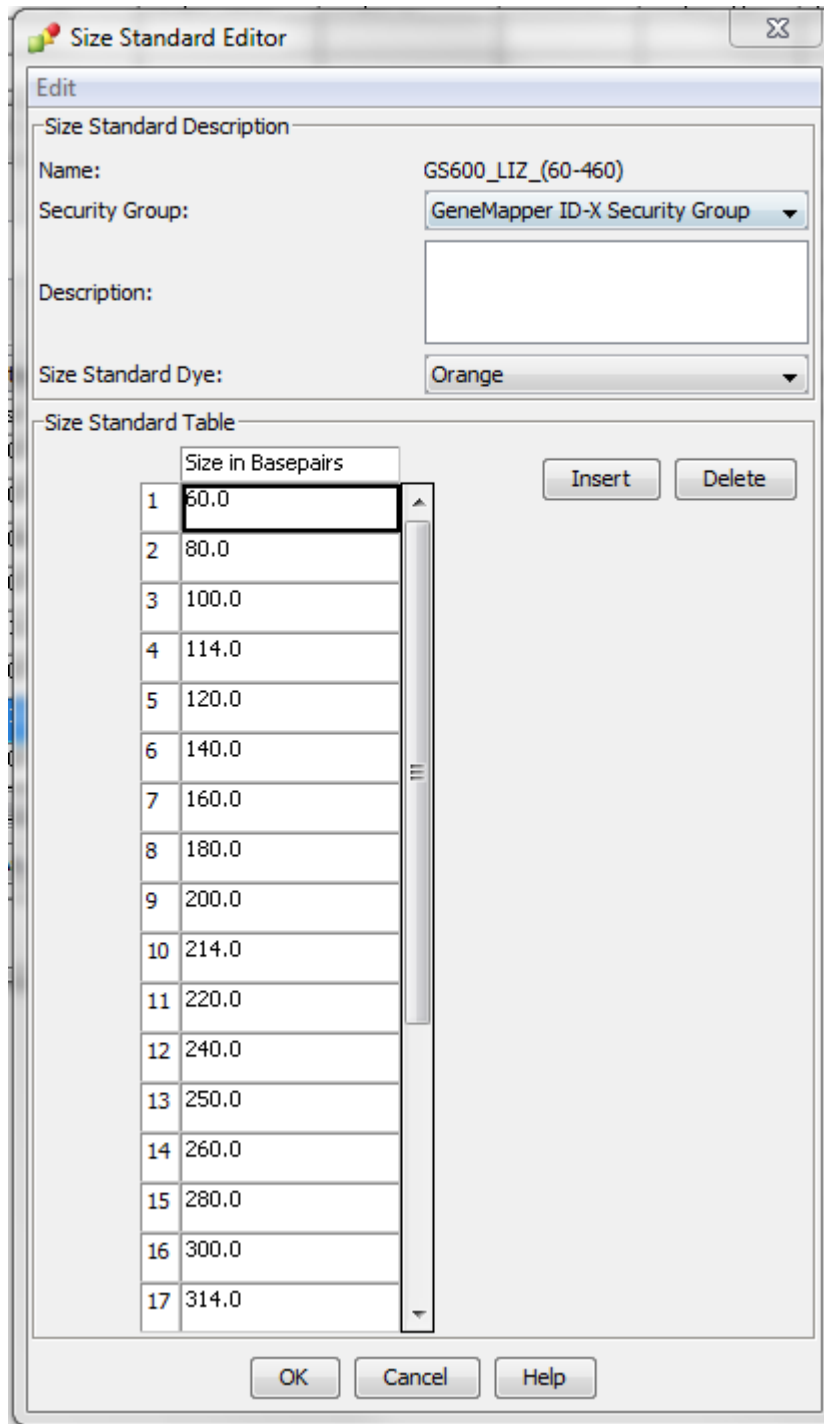 Size Standard Editor
Edit
Size Standard Description
Name: GS600_LIZ_(60-460)
Security Group: GeneMapper ID-X Security Group
Description:
Size Standard Dye: Orange
Size Standard Table
Size in Basepairs
Insert Delete
1 60.0
2 80.0
3 100.0
4 114.0
5 120.0
6 140.0
7 160.0
8 180.0
9 200.0
10 214.0
11 220.0
12 240.0
13 250.0
14 260.0
15 280.0
16 300.0
17 314.0
OK Cancel Help